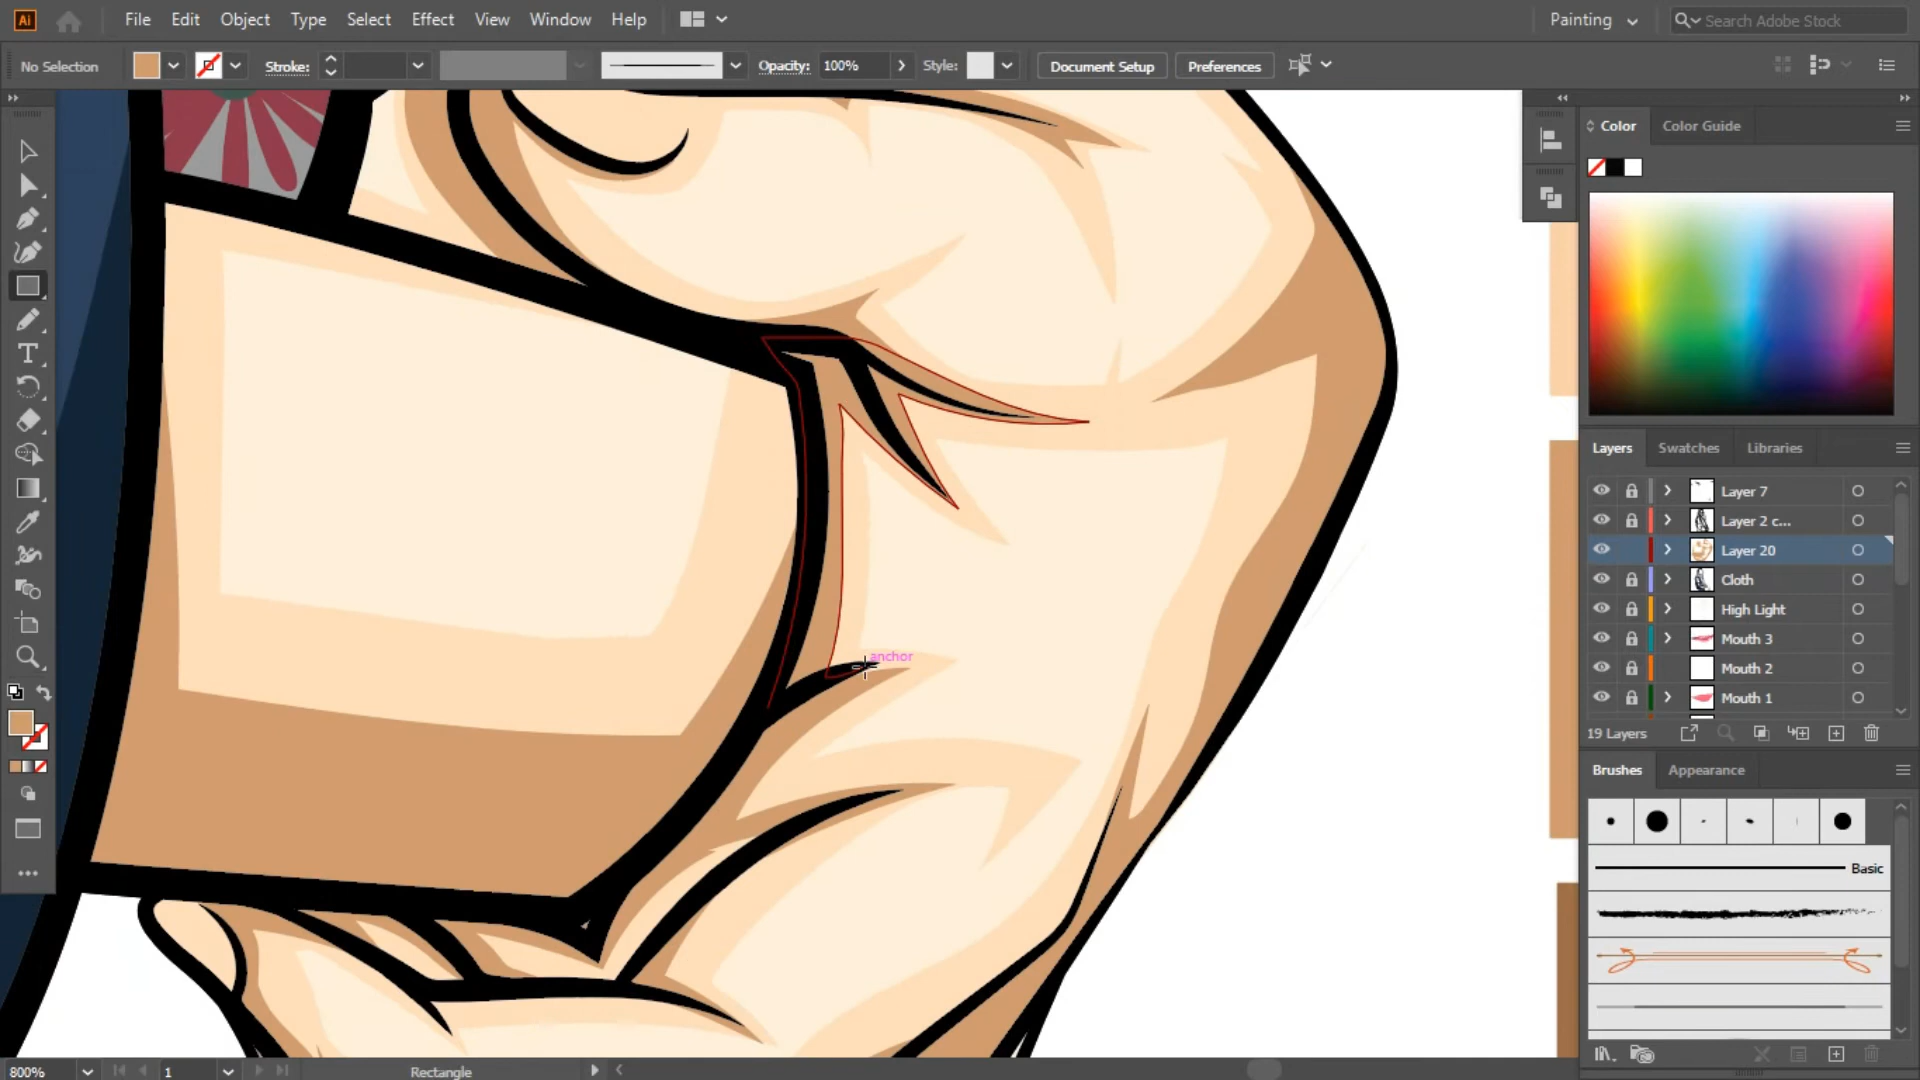 Ai File Edit Object Type Select Effect View Window Help Painting Search Adobe Stock
No Selection Stroke: Opacity: 100% Style: Document Setup Preferences
Color Color Guide
Layers Swatches Libraries
Layer 7
Layer 2 c...
Layer 20
Cloth
High Light
Mouth 3
Mouth 2
Mouth 1
19 Layers
Brushes Appearance
Basic
anchor
800% 1 Rectangle